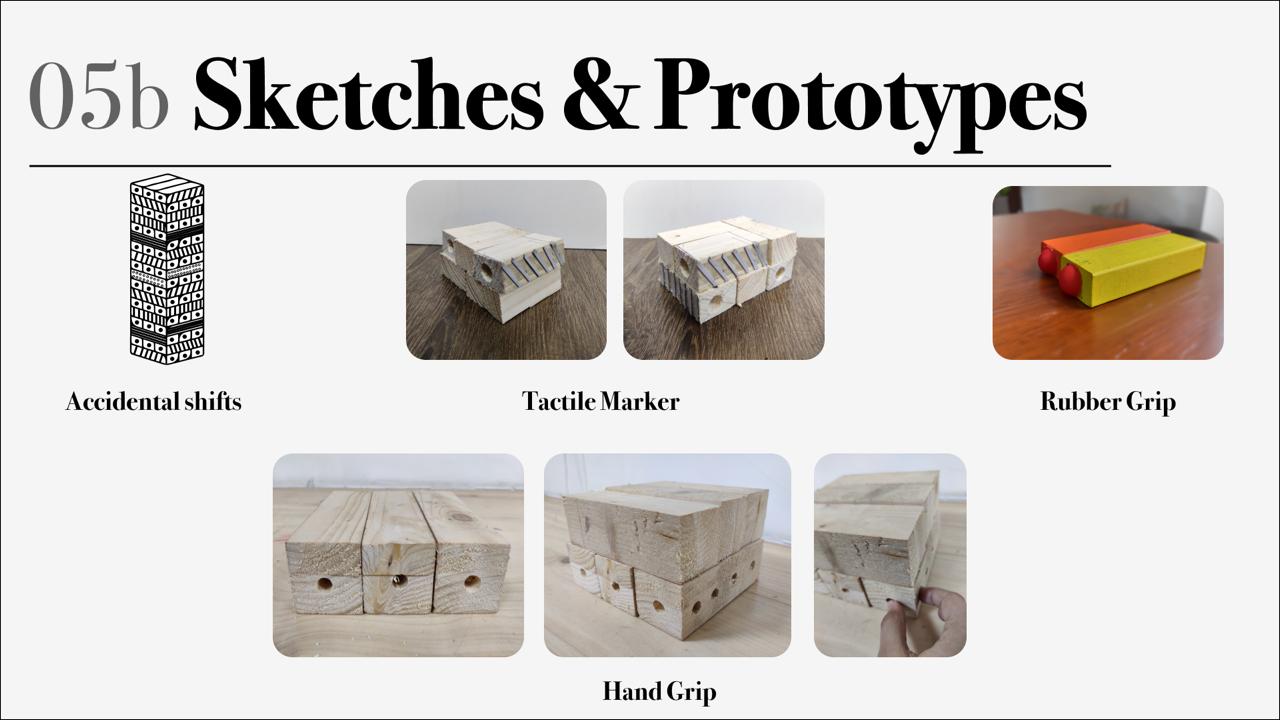 05b Sketches & Prototypes
Accidental shifts
Tactile Marker
Rubber Grip
Hand Grip